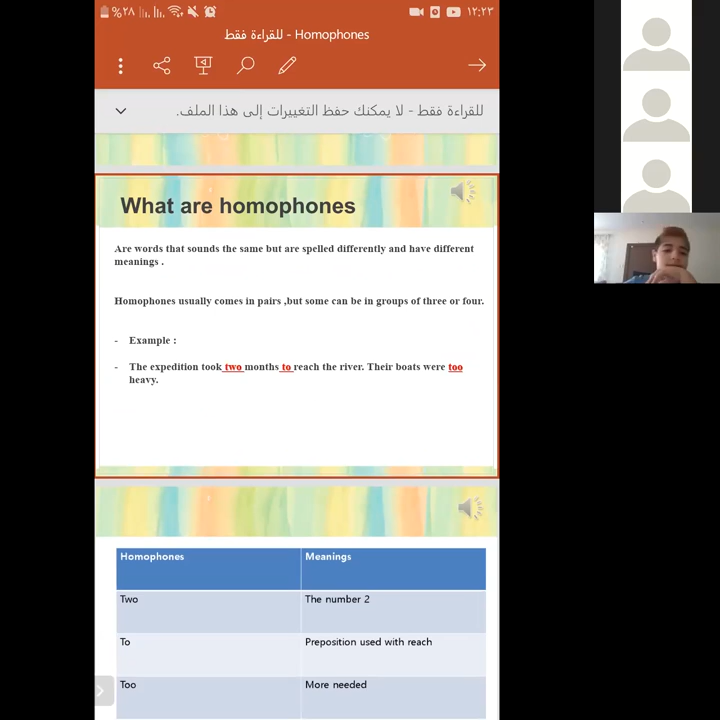 %٢٨ ١٢:٢٣
Homophones - للقراءة فقط
للقراءة فقط - لا يمكنك حفظ التغييرات إلى هذا الملف.
What are homophones
Are words that sounds the same but are spelled differently and have different
meanings .
Homophones usually comes in pairs ,but some can be in groups of three or four.
- Example :
- The expedition took two months to reach the river. Their boats were too
heavy.
Homophones Meanings
Two The number 2
To Preposition used with reach
Too More needed